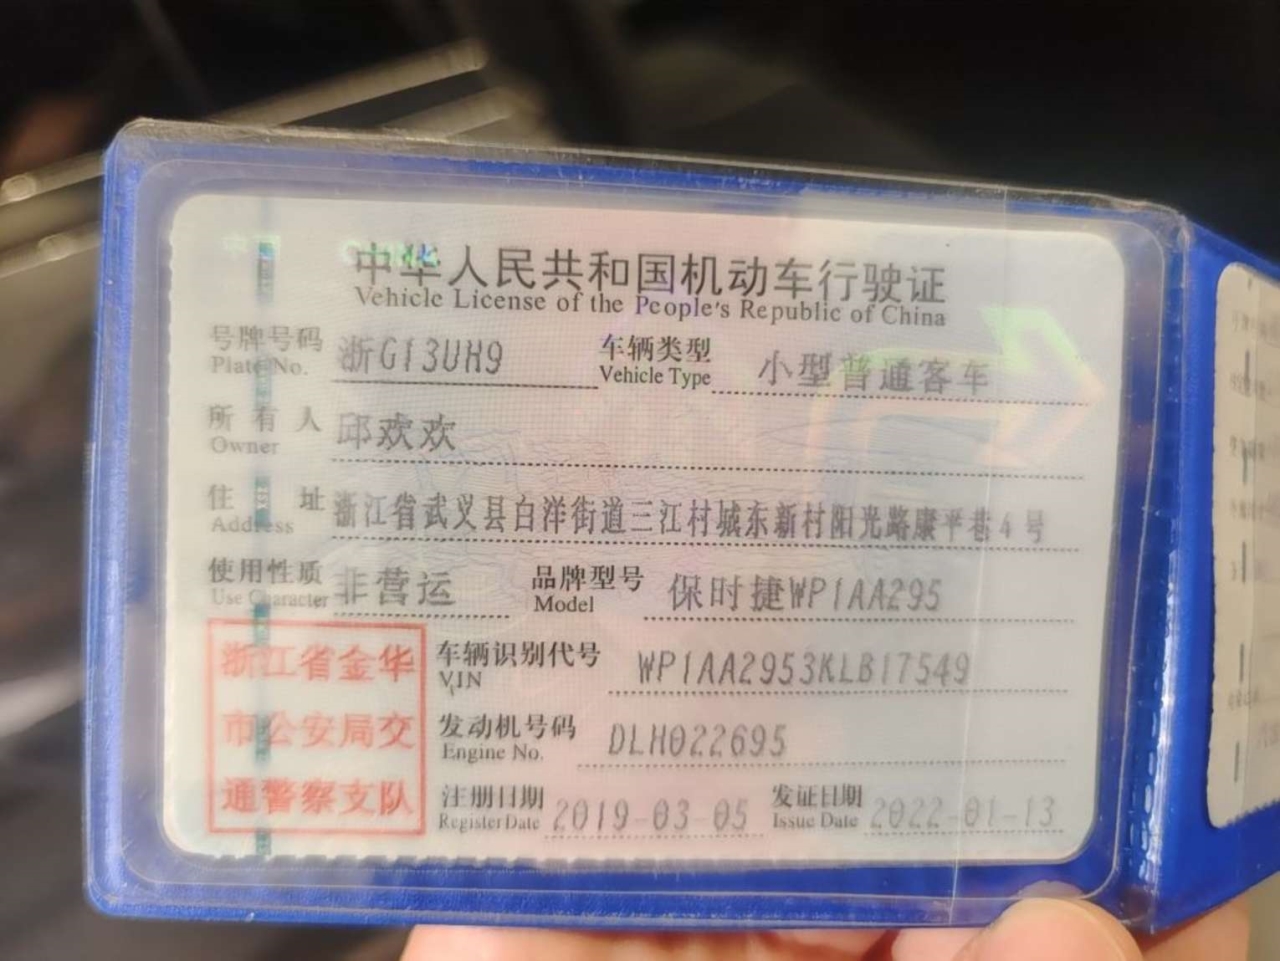 中华人民共和国机动车行驶证
Vehicle License of the People's Republic of China
号牌号码 浙G13UH9 车辆类型 小型普通客车
Plate No. Vehicle Type
所有人 邱欢欢
Owner
住址 浙江省武义县白洋街道三江村城东新村阳光路康平巷4号
Address
使用性质 非营运 品牌型号 保时捷WP1AA295
Use Character Model
浙江省金华
市公安局交
通警察支队
车辆识别代号 WP1AA2953KLB17549
VIN
发动机号码 DLH022695
Engine No.
注册日期 2019-03-05 发证日期 2022-01-13
Register Date Issue Date